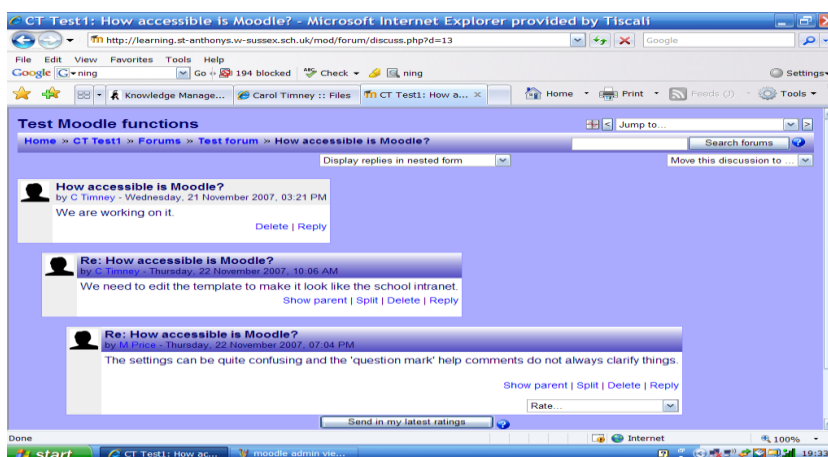 CT Test1: How accessible is Moodle? - Microsoft Internet Explorer provided by Tiscali
http://learning.st-anthonys.w-sussex.sch.uk/mod/forum/discuss.php?d=13
Google
File Edit View Favorites Tools Help
Google G ning Go 194 blocked Check ning Settings
Knowledge Manage... Carol Timney :: Files CT Test1: How a... Home Print Feeds (J) Tools
Test Moodle functions Jump to...
Home » CT Test1 » Forums » Test forum » How accessible is Moodle? Search forums
Display replies in nested form Move this discussion to ...
How accessible is Moodle?
by C Timney - Wednesday, 21 November 2007, 03:21 PM
We are working on it.
Delete | Reply
Re: How accessible is Moodle?
by C Timney - Thursday, 22 November 2007, 10:06 AM
We need to edit the template to make it look like the school intranet.
Show parent | Split | Delete | Reply
Re: How accessible is Moodle?
by M Price - Thursday, 22 November 2007, 07:04 PM
The settings can be quite confusing and the 'question mark' help comments do not always clarify things.
Show parent | Split | Delete | Reply
Rate...
Send in my latest ratings
Done Internet 100%
start CT Test1: How ac... moodle admin vie... 19:33